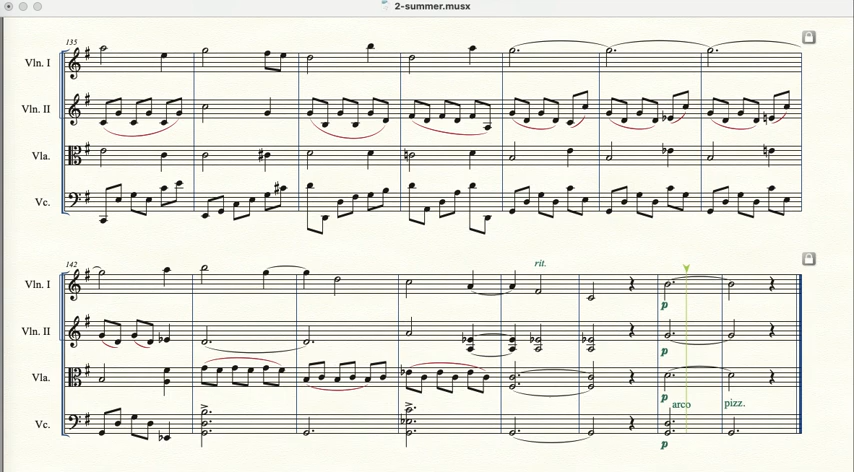 2-summer.musx
135
Vln. I
Vln. II
Vla.
Vc.
142
rit.
Vln. I
p
Vln. II
p
Vla.
p
arco
pizz.
Vc.
p